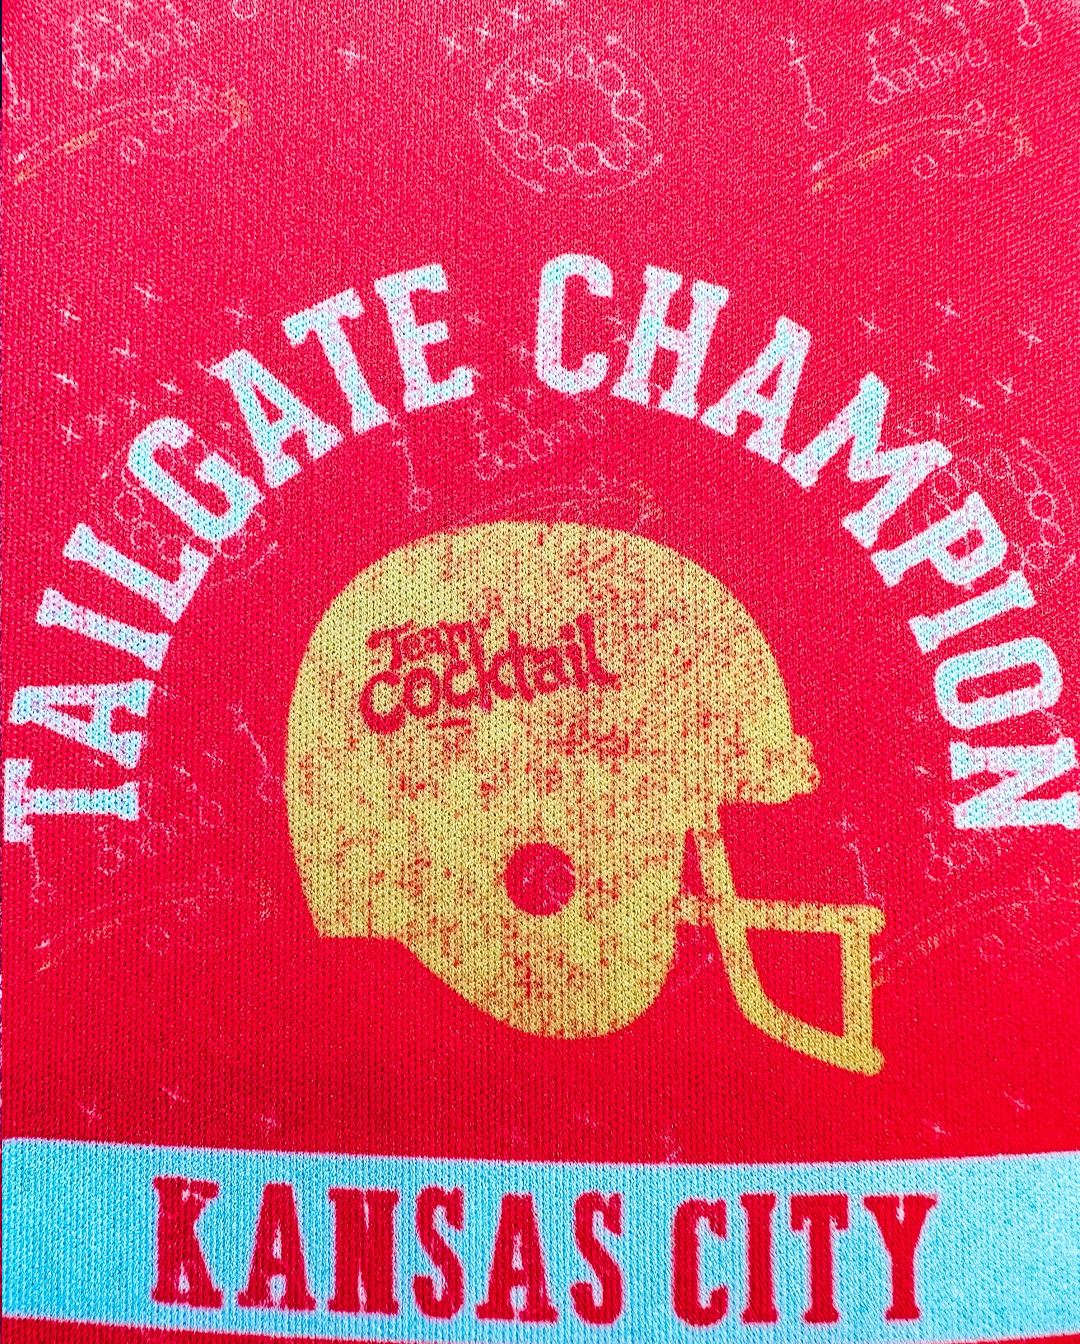 TAILGATE CHAMPION
Team
Cocktail
KANSAS CITY